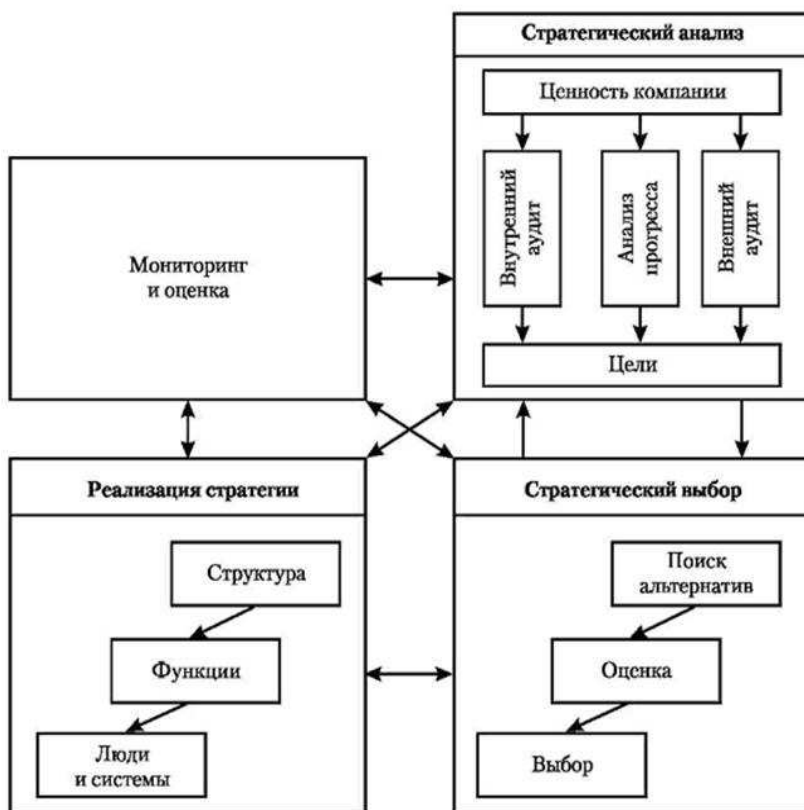 Стратегический анализ
Ценность компании
Внутренний
аудит
Анализ
прогресса
Внешний
аудит
Цели
Мониторинг
и оценка
Реализация стратегии
Структура
Функции
Люди
и системы
Стратегический выбор
Поиск
альтернатив
Оценка
Выбор